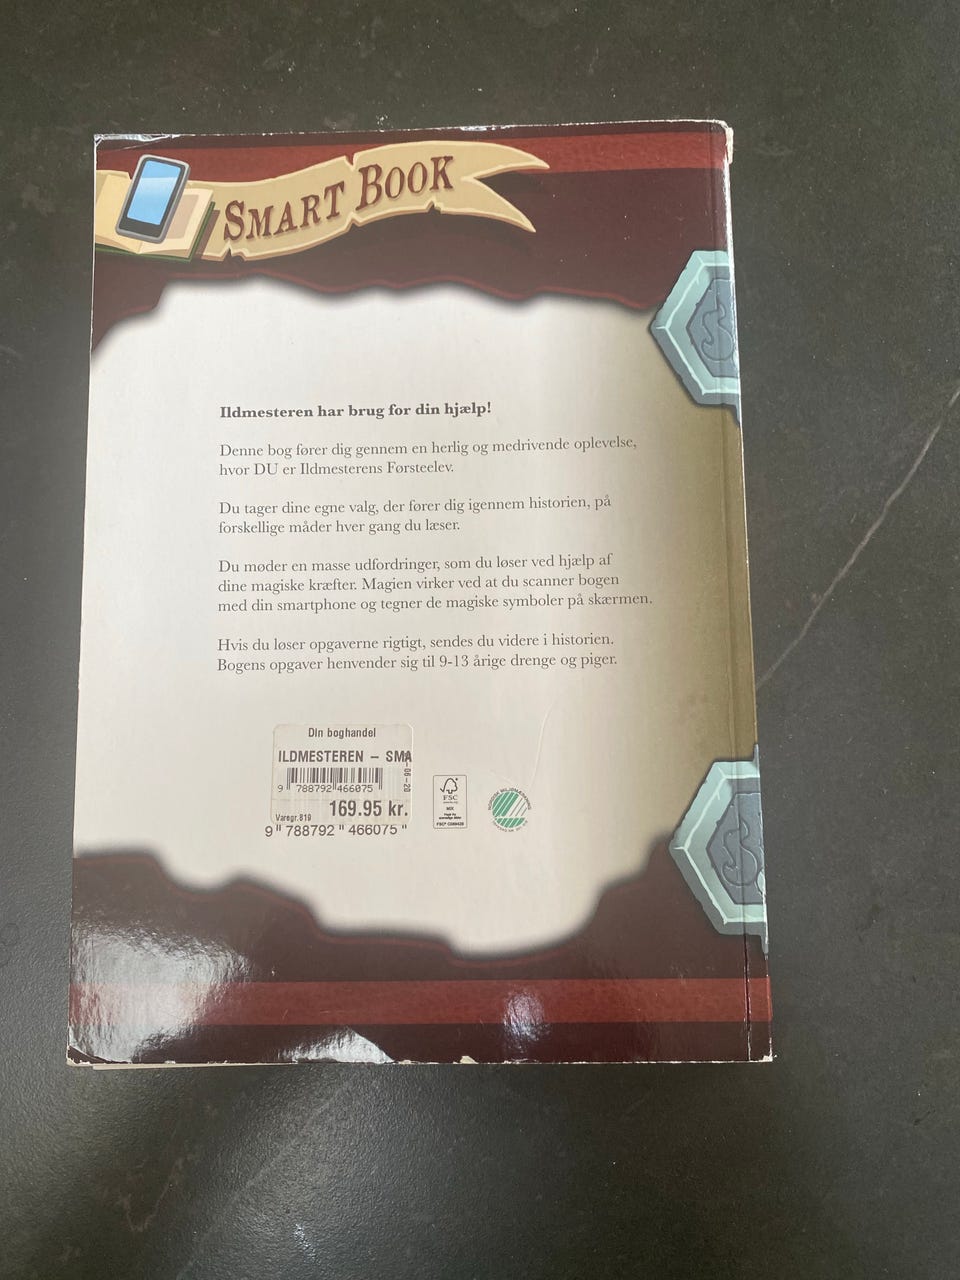 SMART BOOK
Ildmesteren har brug for din hjælp!
Denne bog fører dig gennem en herlig og medrivende oplevelse,
hvor DU er Ildmesterens Førsteelev.
Du tager dine egne valg, der fører dig igennem historien, på
forskellige måder hver gang du læser.
Du møder en masse udfordringer, som du løser ved hjælp af
dine magiske kræfter. Magien virker ved at du scanner bogen
med din smartphone og tegner de magiske symboler på skærmen.
Hvis du løser opgaverne rigtigt, sendes du videre i historien.
Bogens opgaver henvender sig til 9-13 årige drenge og piger.
Din boghandel
ILDMESTEREN - SMA
9 788792 466075
-06-20
Varegr.819
169.95 kr.
9 788792 466075
FSC
MIX